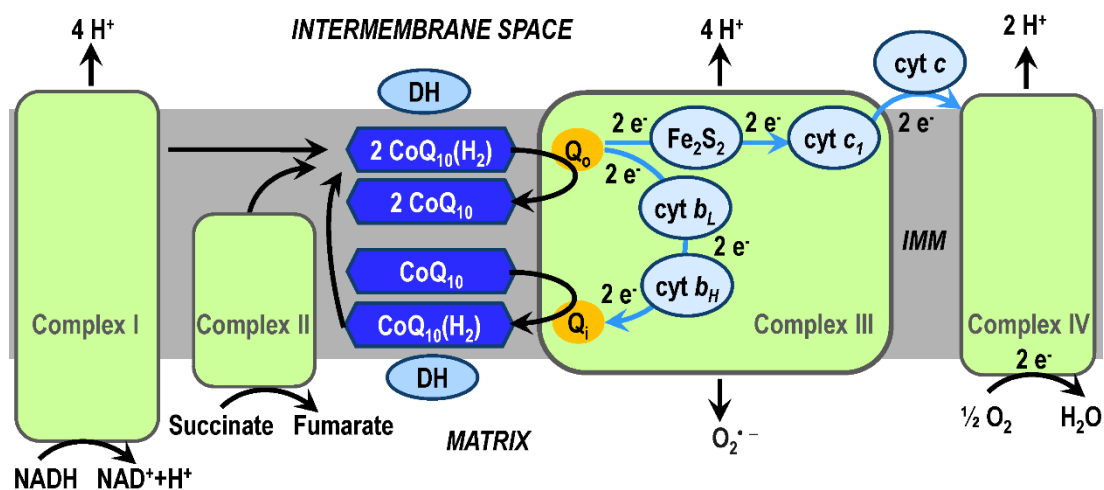 4 H⁺
INTERMEMBRANE SPACE
4 H⁺
2 H⁺
DH
cyt c
2 CoQ₁₀(H₂)
Qₒ
2 e⁻
Fe₂S₂
2 e⁻
cyt c₁
2 e⁻
2 e⁻
2 CoQ₁₀
cyt b_L
IMM
2 e⁻
CoQ₁₀
cyt b_H
2 e⁻
Complex I
Complex II
CoQ₁₀(H₂)
Qᵢ
Complex III
Complex IV
DH
2 e⁻
Succinate
Fumarate
MATRIX
O₂˙⁻
½ O₂
H₂O
NADH
NAD⁺+H⁺